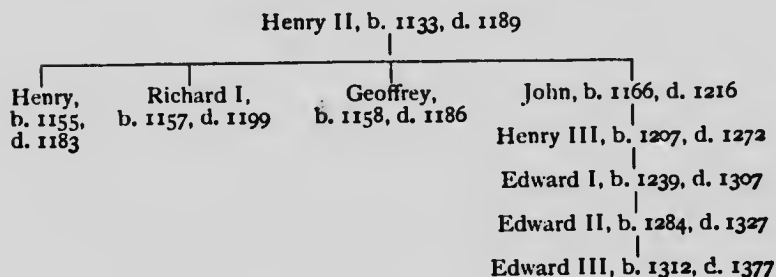 Henry II, b. 1133, d. 1189
Henry,
b. 1155,
d. 1183
Richard I,
b. 1157, d. 1199
Geoffrey,
b. 1158, d. 1186
John, b. 1166, d. 1216
Henry III, b. 1207, d. 1272
Edward I, b. 1239, d. 1307
Edward II, b. 1284, d. 1327
Edward III, b. 1312, d. 1377